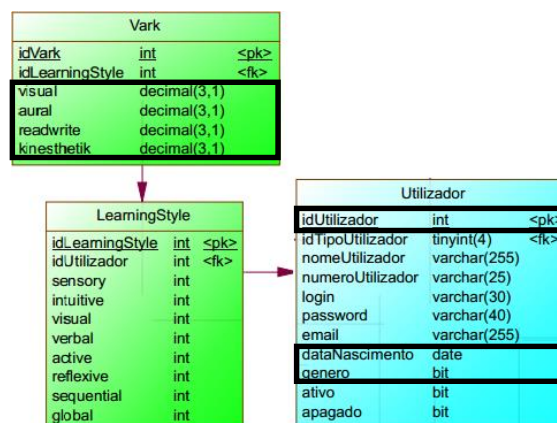 Vark
idVark int <pk>
idLearningStyle int <fk>
visual decimal(3,1)
aural decimal(3,1)
readwrite decimal(3,1)
kinesthetik decimal(3,1)
LearningStyle
idLearningStyle int <pk>
idUtilizador int <fk>
sensory int
intuitive int
visual int
verbal int
active int
reflexive int
sequential int
global int
Utilizador
idUtilizador int <pk>
idTipoUtilizador tinyint(4) <fk>
nomeUtilizador varchar(255)
numeroUtilizador varchar(25)
login varchar(30)
password varchar(40)
email varchar(255)
dataNascimento date
genero bit
ativo bit
apagado bit